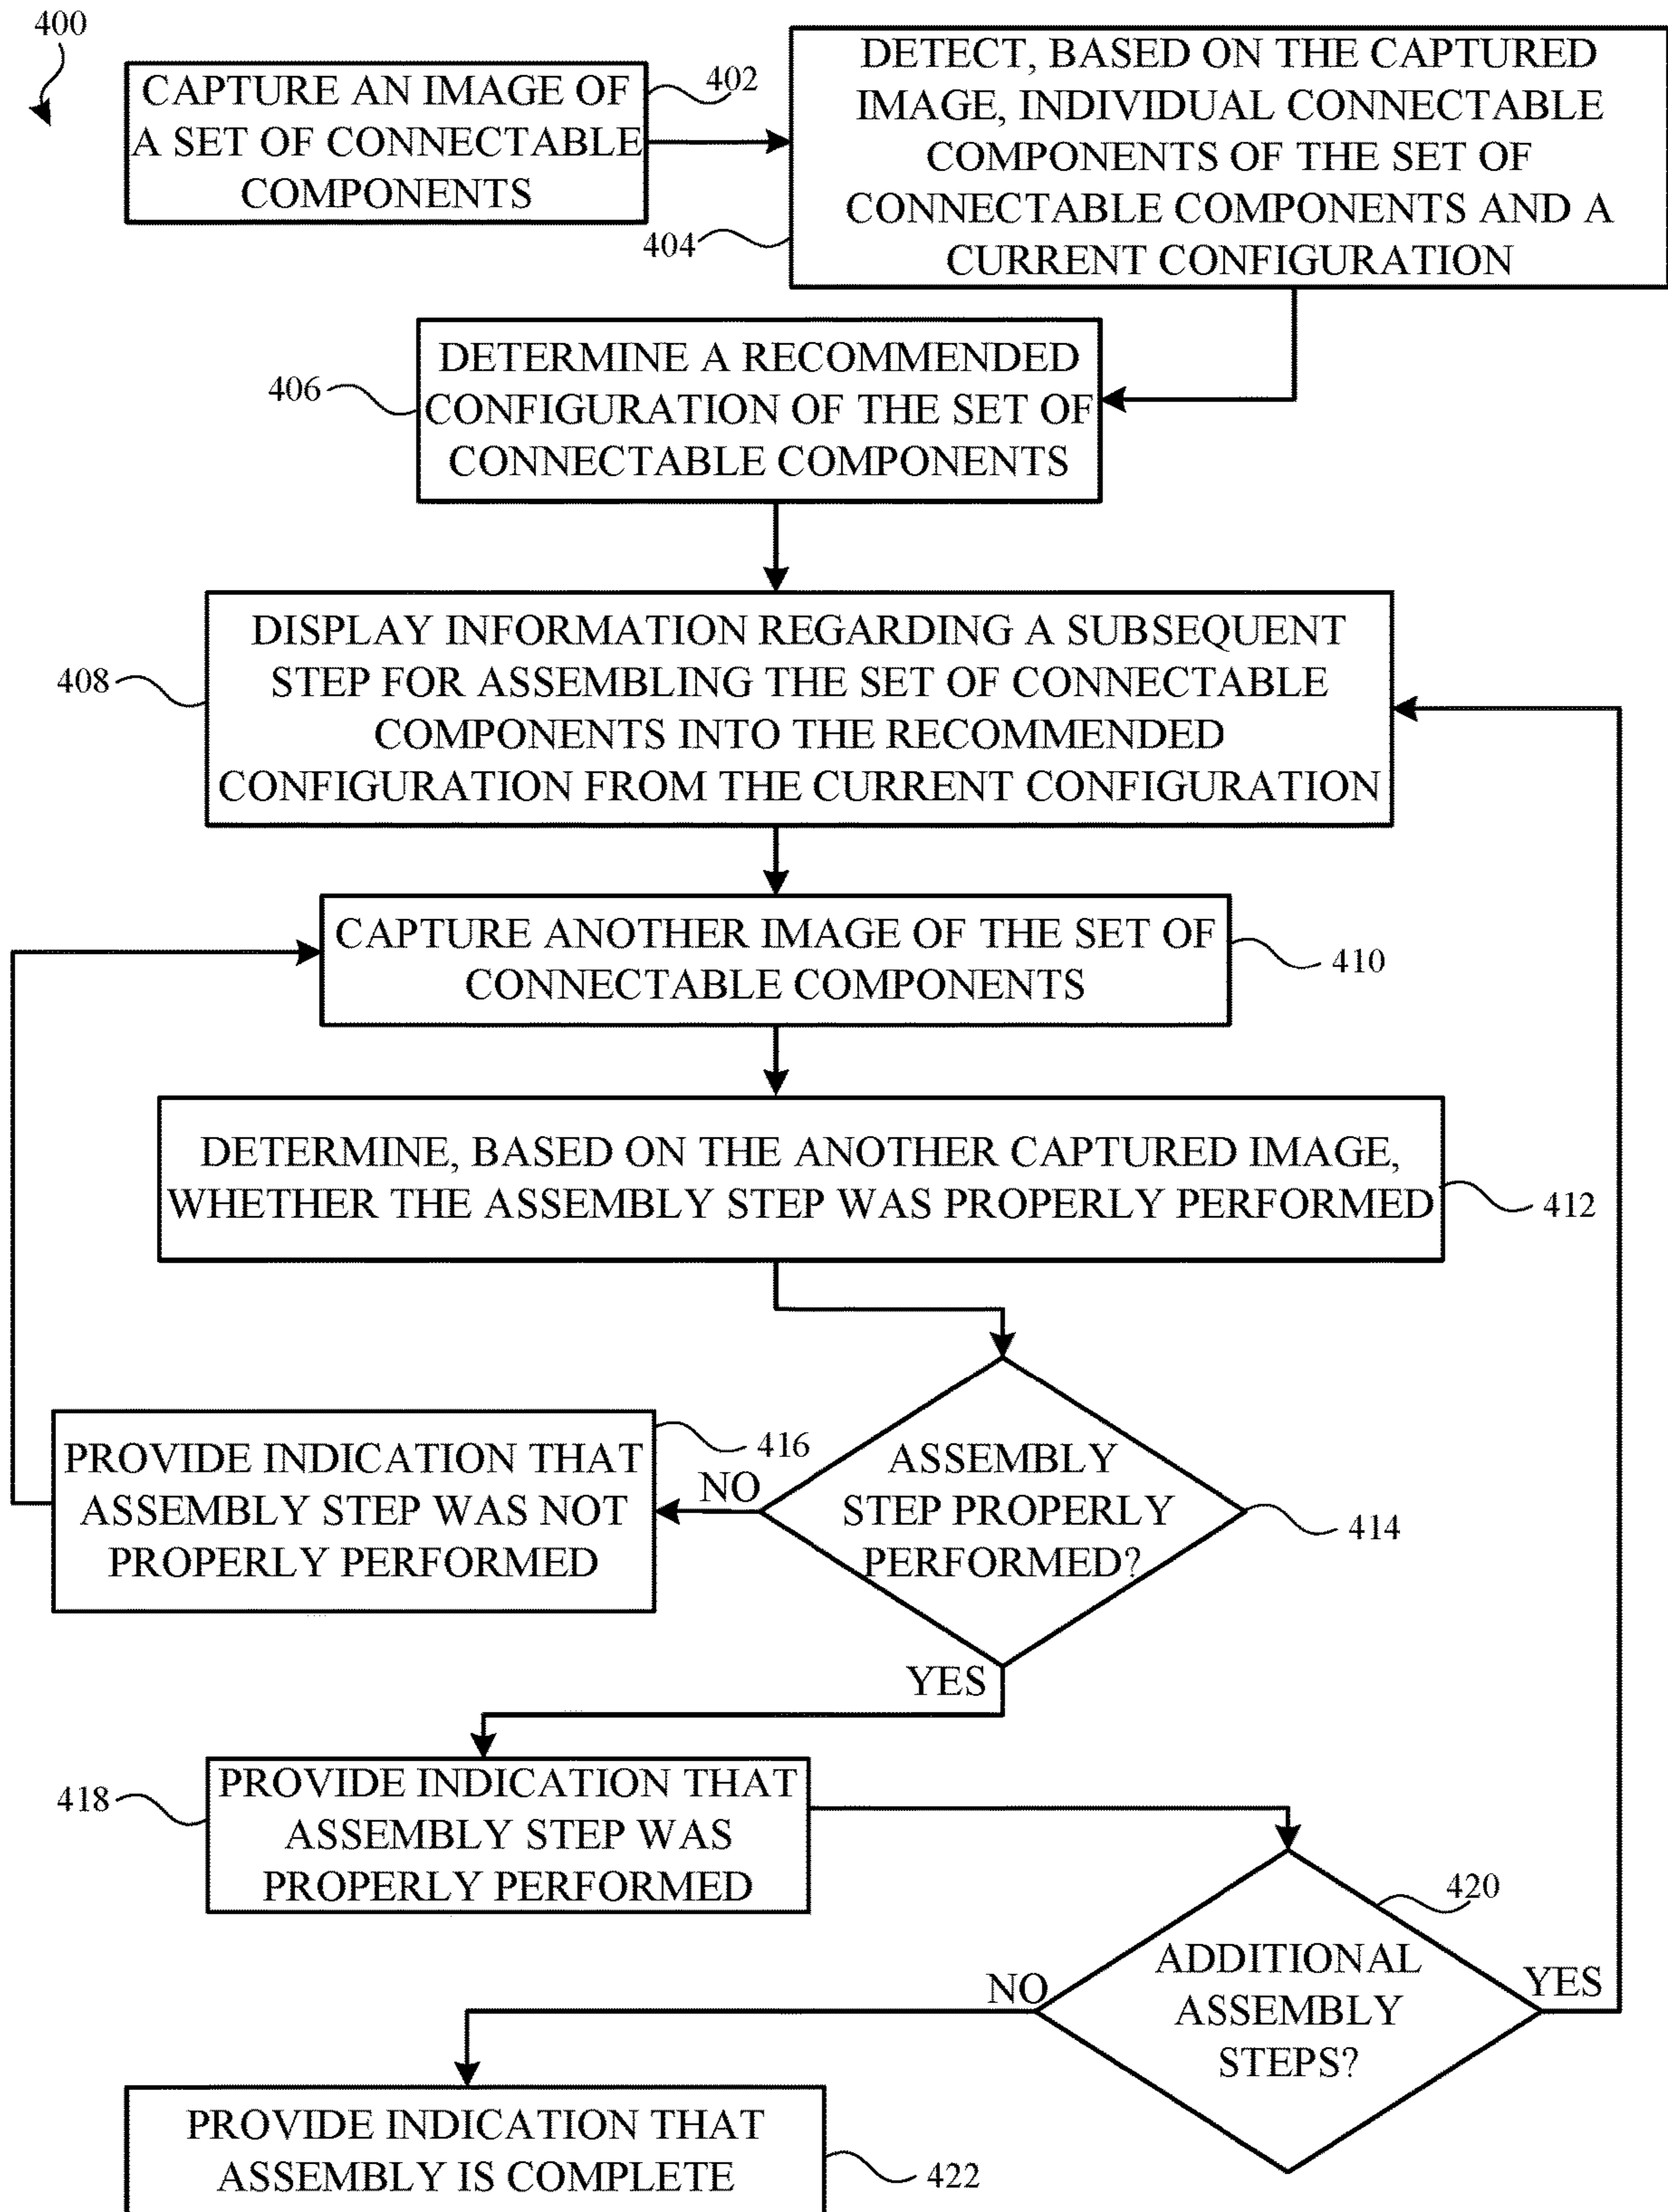 400
CAPTURE AN IMAGE OF
A SET OF CONNECTABLE
COMPONENTS
402
DETECT, BASED ON THE CAPTURED
IMAGE, INDIVIDUAL CONNECTABLE
COMPONENTS OF THE SET OF
CONNECTABLE COMPONENTS AND A
CURRENT CONFIGURATION
404
DETERMINE A RECOMMENDED
CONFIGURATION OF THE SET OF
CONNECTABLE COMPONENTS
406
DISPLAY INFORMATION REGARDING A SUBSEQUENT
STEP FOR ASSEMBLING THE SET OF CONNECTABLE
COMPONENTS INTO THE RECOMMENDED
CONFIGURATION FROM THE CURRENT CONFIGURATION
408
CAPTURE ANOTHER IMAGE OF THE SET OF
CONNECTABLE COMPONENTS
410
DETERMINE, BASED ON THE ANOTHER CAPTURED IMAGE,
WHETHER THE ASSEMBLY STEP WAS PROPERLY PERFORMED
412
ASSEMBLY
STEP PROPERLY
PERFORMED?
414
NO
PROVIDE INDICATION THAT
ASSEMBLY STEP WAS NOT
PROPERLY PERFORMED
416
YES
PROVIDE INDICATION THAT
ASSEMBLY STEP WAS
PROPERLY PERFORMED
418
ADDITIONAL
ASSEMBLY
STEPS?
420
YES
NO
PROVIDE INDICATION THAT
ASSEMBLY IS COMPLETE
422